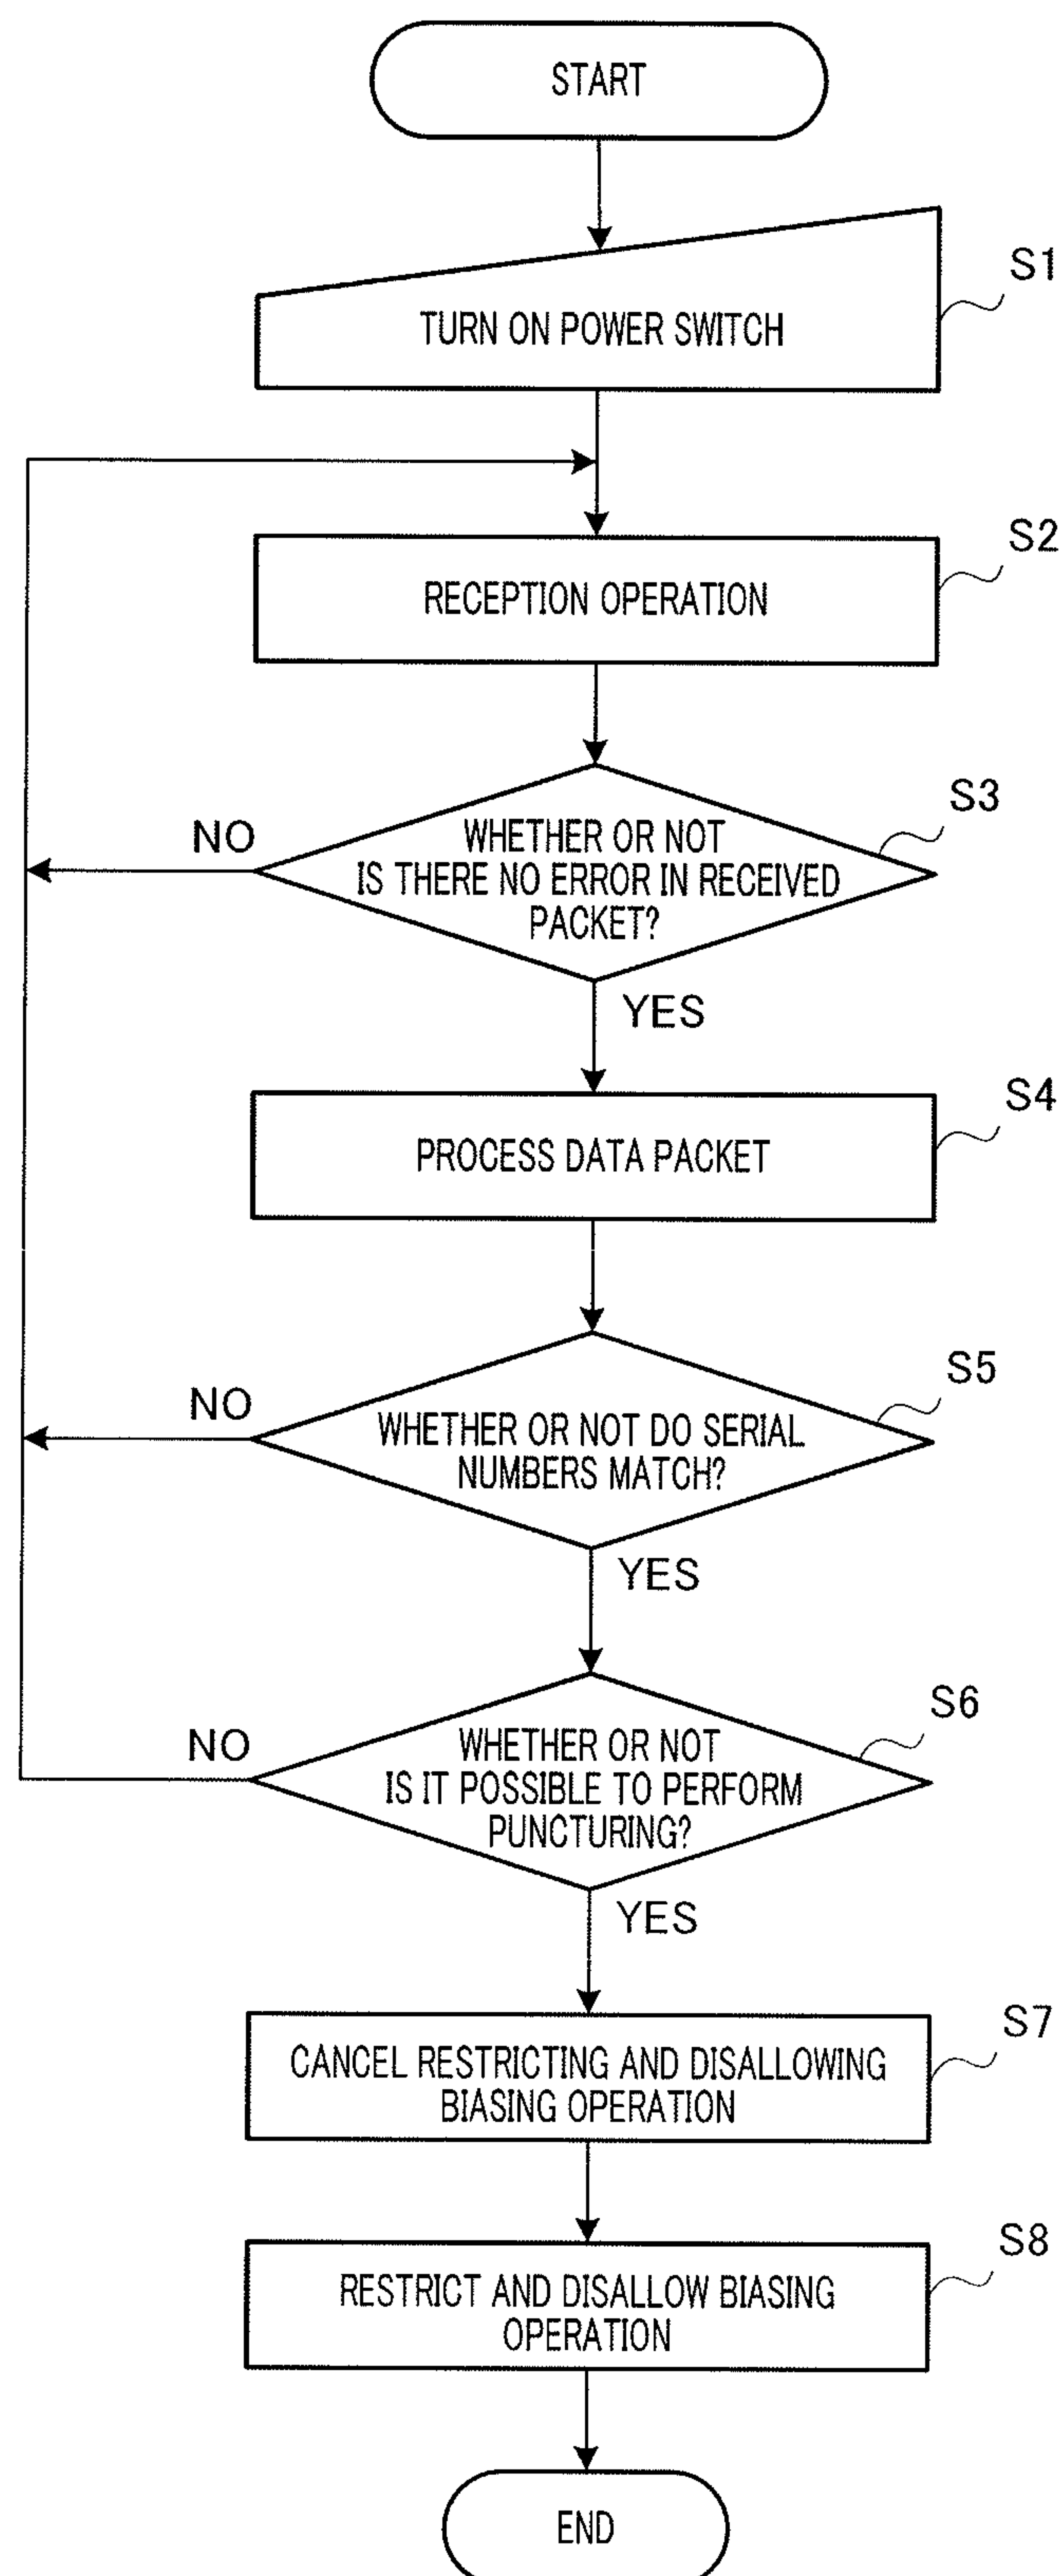 START
S1
TURN ON POWER SWITCH
S2
RECEPTION OPERATION
S3
NO
WHETHER OR NOT
IS THERE NO ERROR IN RECEIVED
PACKET?
YES
S4
PROCESS DATA PACKET
S5
NO
WHETHER OR NOT DO SERIAL
NUMBERS MATCH?
YES
S6
NO
WHETHER OR NOT
IS IT POSSIBLE TO PERFORM
PUNCTURING?
YES
S7
CANCEL RESTRICTING AND DISALLOWING
BIASING OPERATION
S8
RESTRICT AND DISALLOW BIASING
OPERATION
END